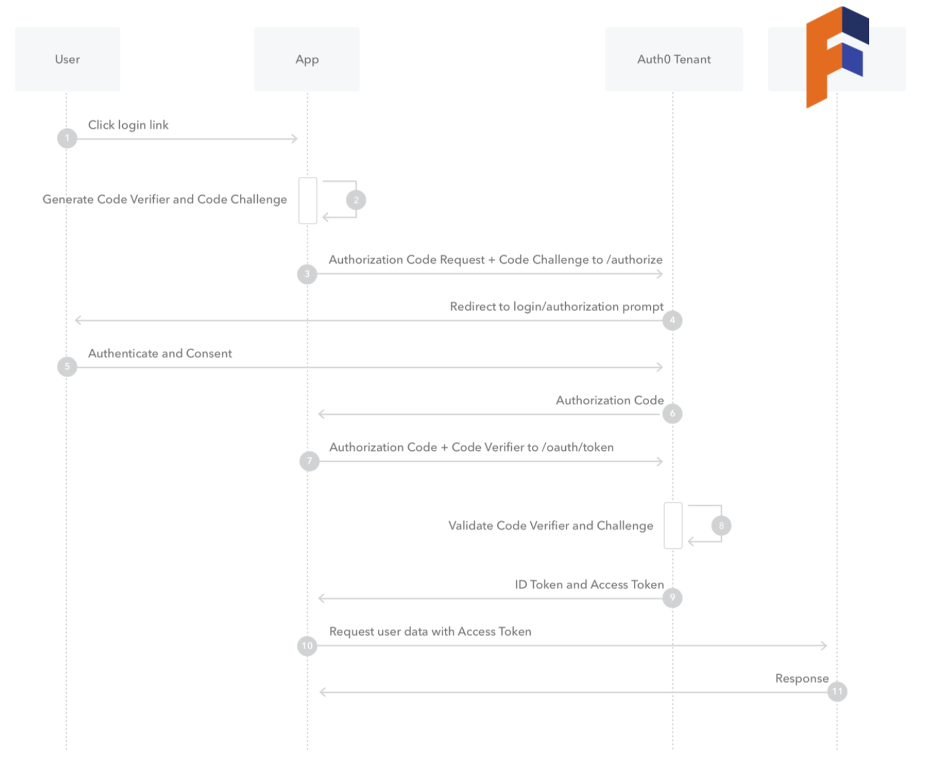 User
App
Auth0 Tenant
Click login link
1
Generate Code Verifier and Code Challenge
2
Authorization Code Request + Code Challenge to /authorize
3
Redirect to login/authorization prompt
4
Authenticate and Consent
5
Authorization Code
6
Authorization Code + Code Verifier to /oauth/token
7
Validate Code Verifier and Challenge
8
ID Token and Access Token
9
Request user data with Access Token
10
Response
11